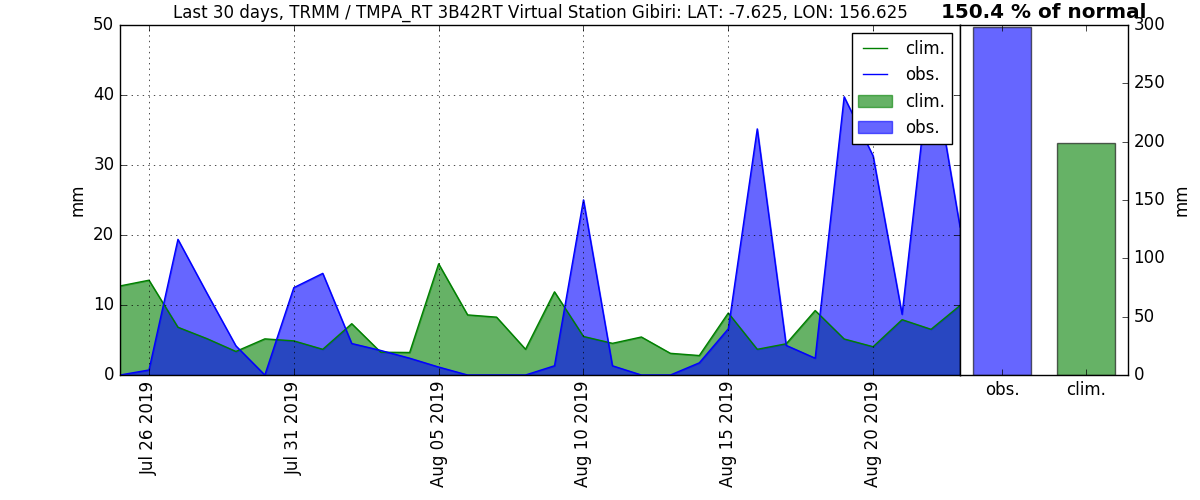 Last 30 days, TRMM / TMPA_RT 3B42RT Virtual Station Gibiri: LAT: -7.625, LON: 156.625
150.4 % of normal
50
40
30
20
10
0
mm
clim.
obs.
clim.
obs.
300
250
200
150
100
50
0
mm
Jul 26 2019
Jul 31 2019
Aug 05 2019
Aug 10 2019
Aug 15 2019
Aug 20 2019
obs.
clim.